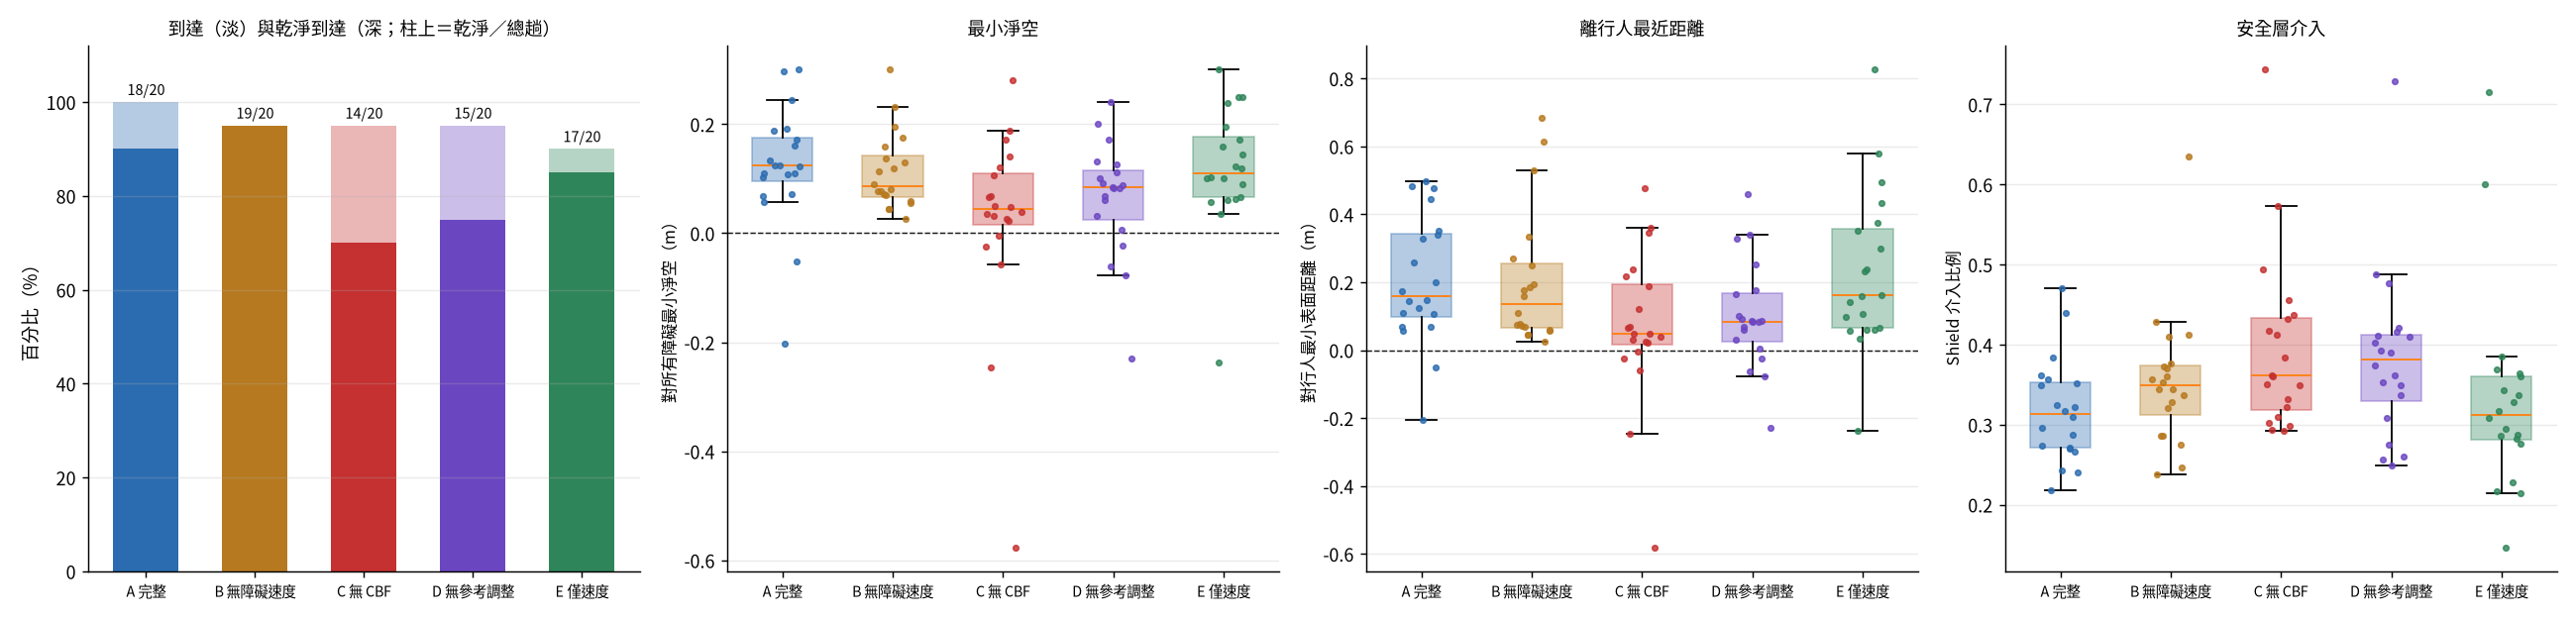 到達（淡）與乾淨到達（深；柱上＝乾淨／總趟）
百分比（%）
100
80
60
40
20
0
18/20
19/20
14/20
15/20
17/20
A 完整
B 無障礙速度
C 無 CBF
D 無參考調整
E 僅速度
最小淨空
對所有障礙最小淨空（m）
0.2
0.0
-0.2
-0.4
-0.6
A 完整
B 無障礙速度
C 無 CBF
D 無參考調整
E 僅速度
離行人最近距離
對行人最小表面距離（m）
0.8
0.6
0.4
0.2
0.0
-0.2
-0.4
-0.6
A 完整
B 無障礙速度
C 無 CBF
D 無參考調整
E 僅速度
安全層介入
Shield 介入比例
0.7
0.6
0.5
0.4
0.3
0.2
A 完整
B 無障礙速度
C 無 CBF
D 無參考調整
E 僅速度